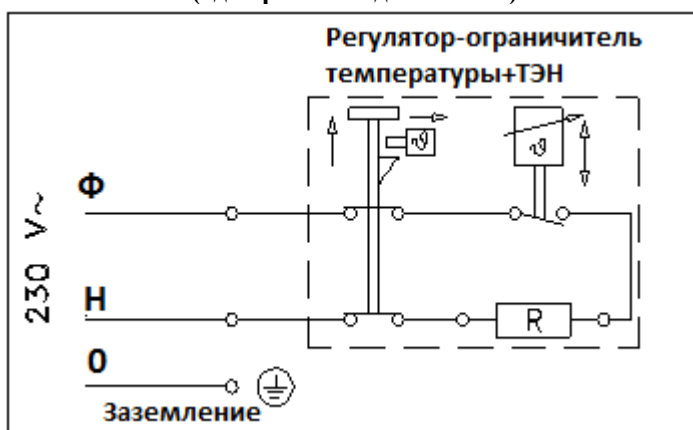 Регулятор-ограничитель
температуры+ТЭН
Ф
230 V~
Н
R
0
Заземление